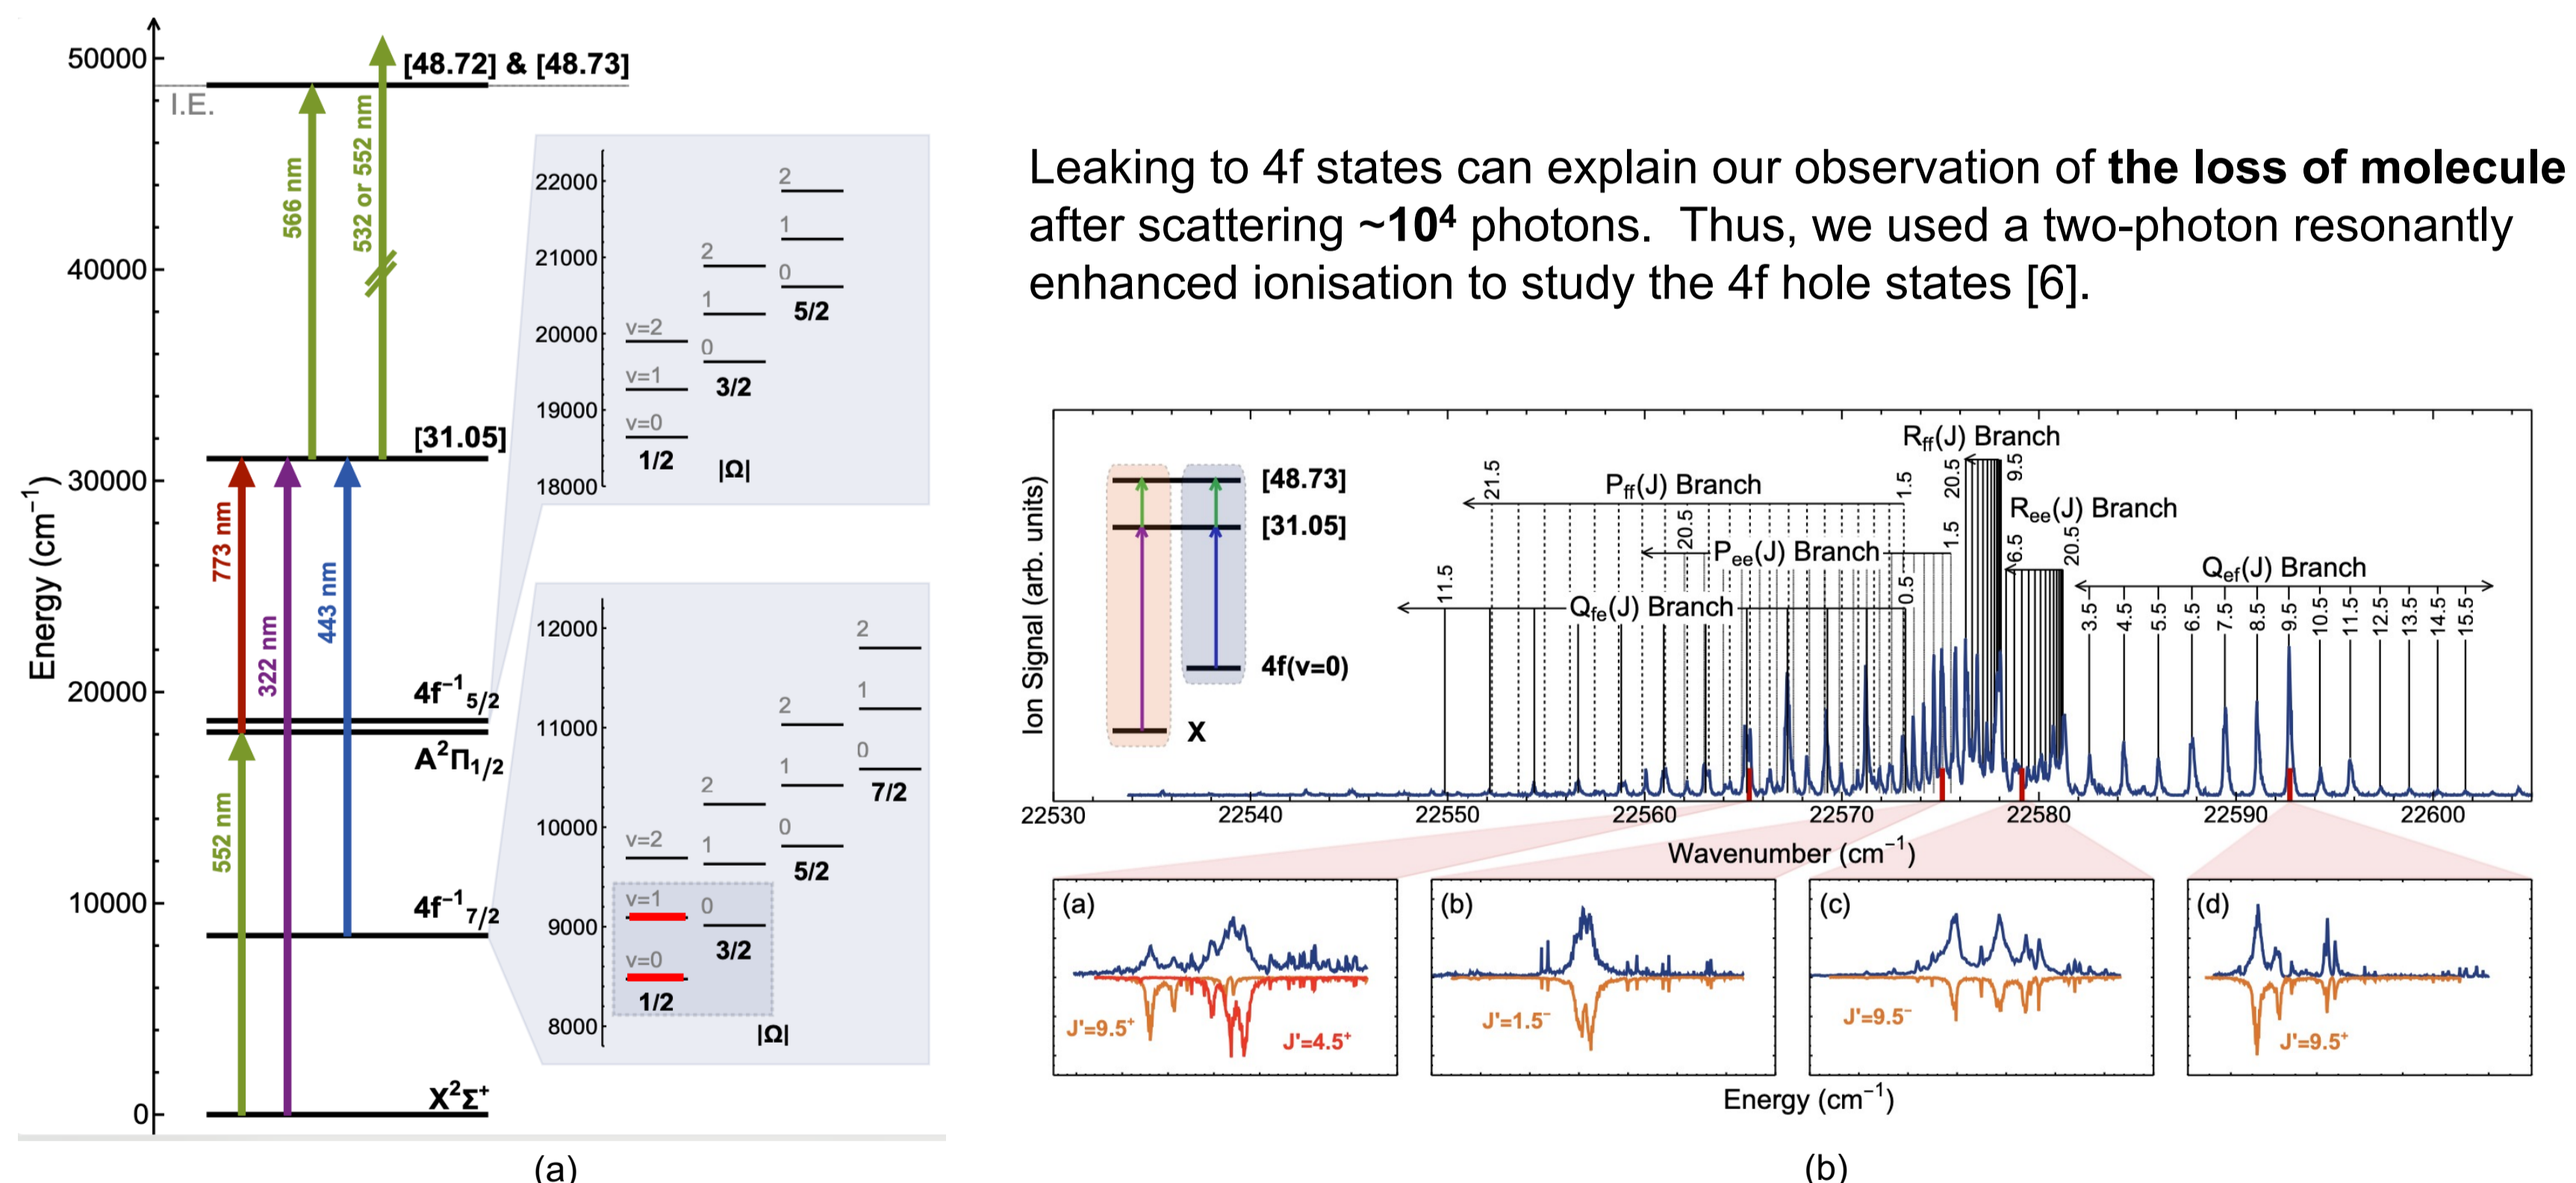 50000
40000
30000
20000
10000
0
Energy (cm⁻¹)
[48.72] & [48.73]
I.E.
566 nm
532 or 552 nm
[31.05]
773 nm
322 nm
443 nm
4f⁻¹5/2
A²Π1/2
552 nm
4f⁻¹7/2
X²Σ⁺
22000
21000
20000
19000
18000
v=2
v=1
v=0
1/2
2
1
0
3/2
2
1
0
5/2
|Ω|
12000
11000
10000
9000
8000
v=2
v=1
v=0
1/2
2
1
0
3/2
2
1
0
5/2
2
1
0
7/2
|Ω|
(a)
Leaking to 4f states can explain our observation of the loss of molecule
after scattering ~10⁴ photons. Thus, we used a two-photon resonantly
enhanced ionisation to study the 4f hole states [6].
Ion Signal (arb. units)
[48.73]
[31.05]
4f(v=0)
X
Rff(J) Branch
20.5
9.5
Pff(J) Branch
21.5
1.5
Ree(J) Branch
6.5
20.5
Pee(J) Branch
20.5
1.5
Qef(J) Branch
3.5
4.5
5.5
6.5
7.5
8.5
9.5
10.5
11.5
12.5
13.5
14.5
15.5
Qfe(J) Branch
11.5
0.5
22530
22540
22550
22560
22570
22580
22590
22600
Wavenumber (cm⁻¹)
(a)
J'=9.5⁺
J'=4.5⁺
(b)
J'=1.5⁻
(c)
J'=9.5⁻
(d)
J'=9.5⁺
Energy (cm⁻¹)
(b)